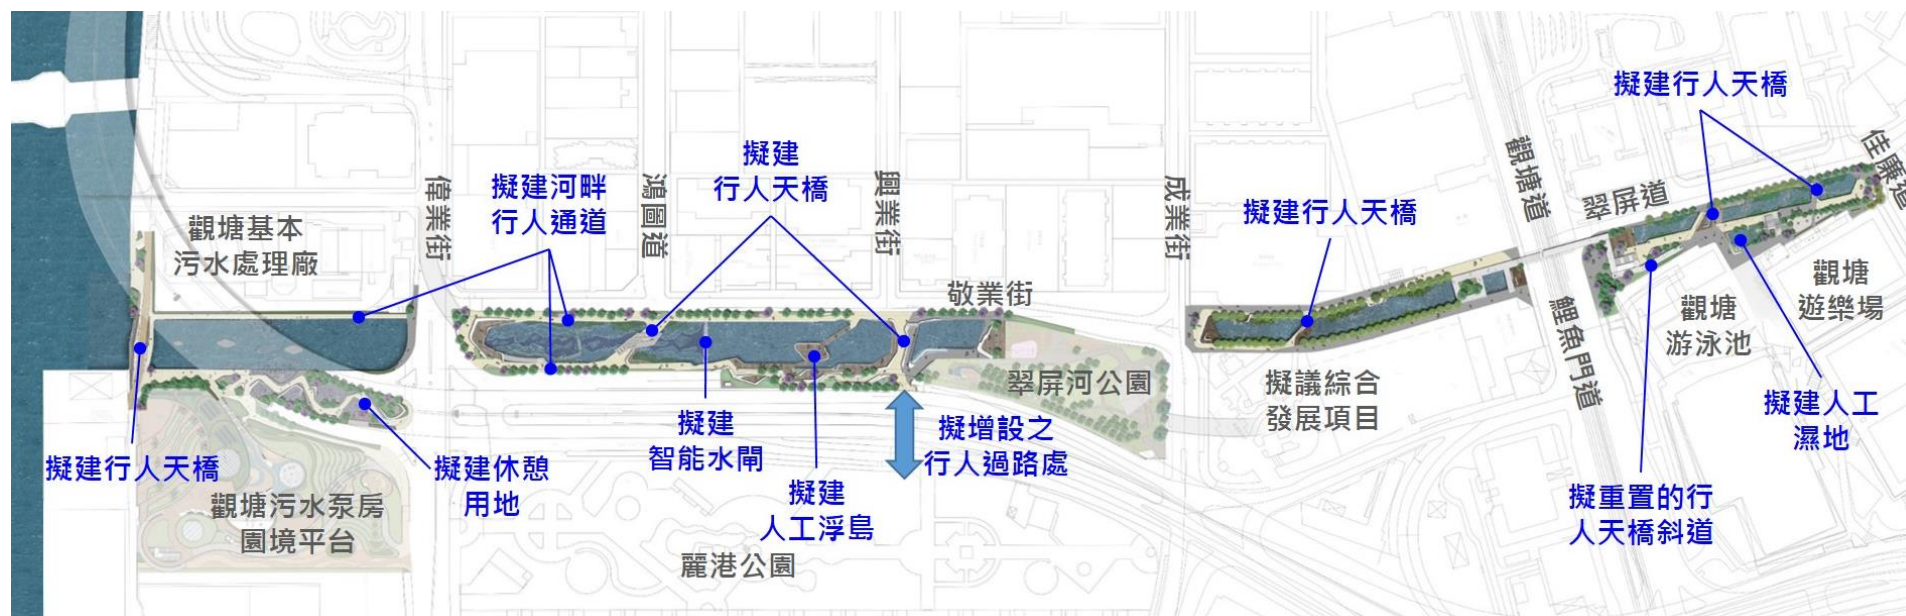 觀塘基本
污水處理廠
擬建行人天橋
擬建休憩
用地
觀塘污水泵房
園境平台
偉業街
擬建河畔
行人通道
鴻圖道
擬建
行人天橋
興業街
敬業街
擬建
智能水閘
擬建
人工浮島
擬增設之
行人過路處
翠屏河公園
麗港公園
成業街
擬建行人天橋
擬議綜合
發展項目
觀塘道
鯉魚門道
翠屏道
擬建行人天橋
佳廉道
觀塘
游泳池
觀塘
遊樂場
擬建人工
濕地
擬重置的行
人天橋斜道